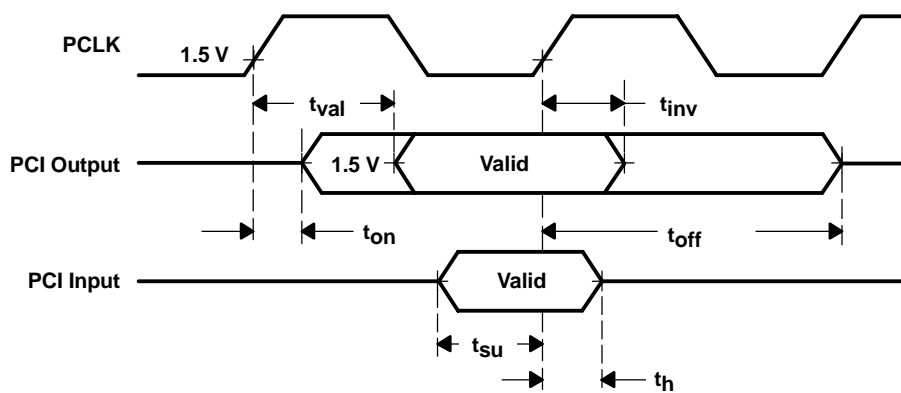 PCLK
1.5 V
tval
tinv
PCI Output
1.5 V
Valid
ton
toff
PCI Input
Valid
tsu
th